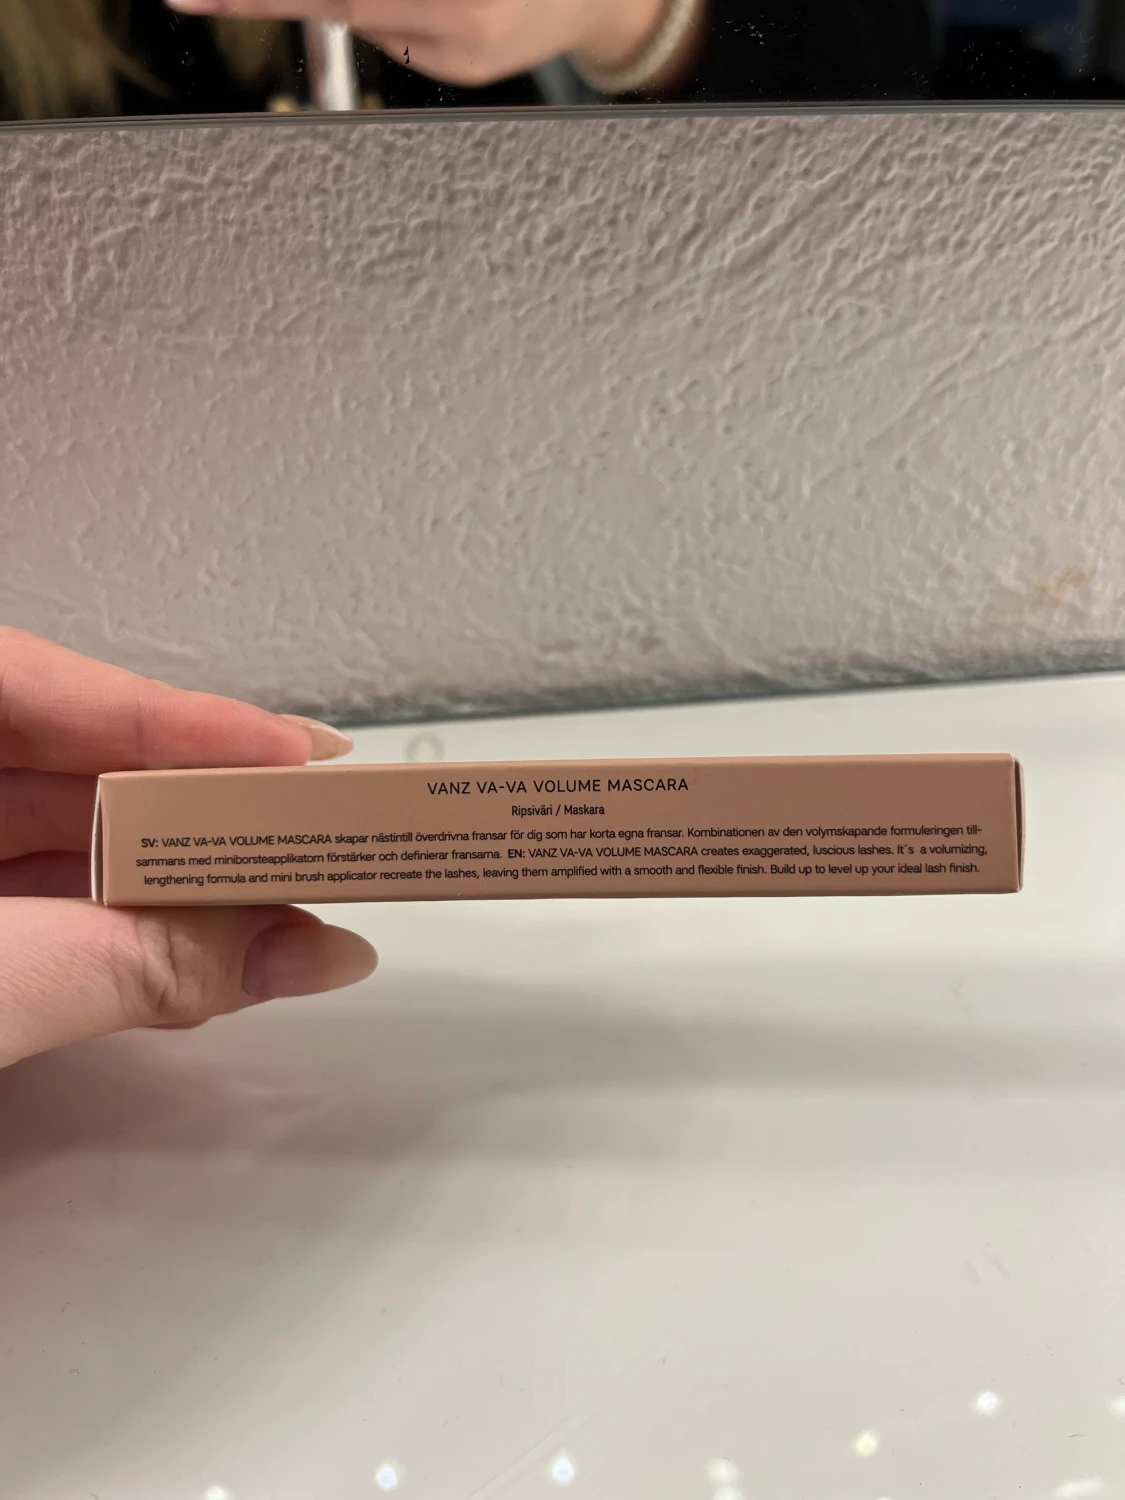 VANZ VA-VA VOLUME MASCARA
Ripsiväri / Maskara
SV: VANZ VA-VA VOLUME MASCARA skapar nästintill överdrivna fransar för dig som har korta egna fransar. Kombinationen av den volymskapande formuleringen till-
sammans med miniborsteapplikatorn förstärker och definierar fransarna. EN: VANZ VA-VA VOLUME MASCARA creates exaggerated, luscious lashes. It´s a volumizing,
lengthening formula and mini brush applicator recreate the lashes, leaving them amplified with a smooth and flexible finish. Build up to level up your ideal lash finish.